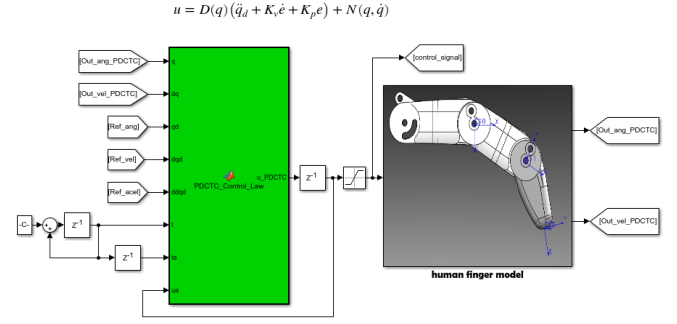 u = D(q)(q̈_d + K_v ė + K_p e) + N(q, q̇)
[control_signal]
[Out_ang_PDCTC]
q
[Out_vel_PDCTC]
dq
[Ref_ang]
qd
[Out_ang_PDCTC]
[Ref_vel]
dqd
u_PDCTC
Z⁻¹
PDCTC_Control_Law
[Ref_acel]
ddqd
-C-
Z⁻¹
t
[Out_vel_PDCTC]
Z⁻¹
ta
human finger model
ua